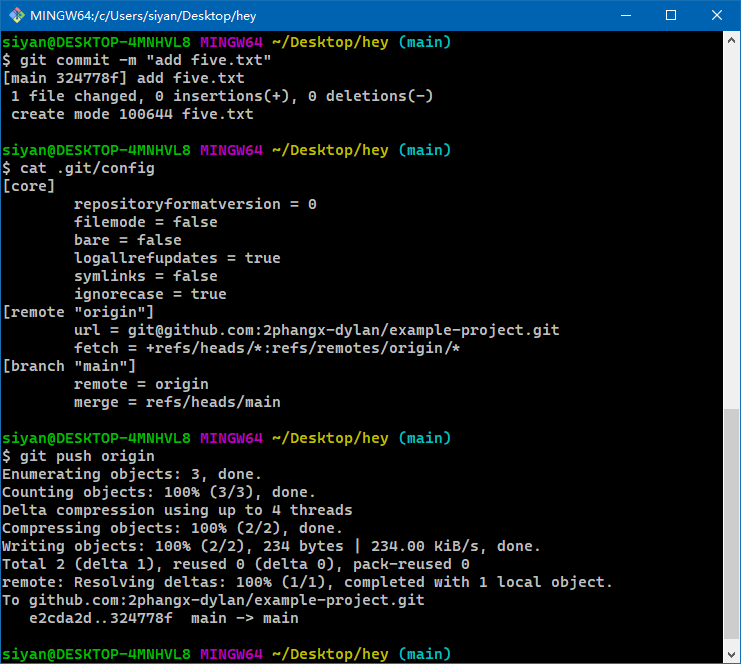 MINGW64:/c/Users/siyan/Desktop/hey
siyan@DESKTOP-4MNHVL8 MINGW64 ~/Desktop/hey (main)
$ git commit -m "add five.txt"
[main 324778f] add five.txt
 1 file changed, 0 insertions(+), 0 deletions(-)
 create mode 100644 five.txt
siyan@DESKTOP-4MNHVL8 MINGW64 ~/Desktop/hey (main)
$ cat .git/config
[core]
        repositoryformatversion = 0
        filemode = false
        bare = false
        logallrefupdates = true
        symlinks = false
        ignorecase = true
[remote "origin"]
        url = git@github.com:2phangx-dylan/example-project.git
        fetch = +refs/heads/*:refs/remotes/origin/*
[branch "main"]
        remote = origin
        merge = refs/heads/main
siyan@DESKTOP-4MNHVL8 MINGW64 ~/Desktop/hey (main)
$ git push origin
Enumerating objects: 3, done.
Counting objects: 100% (3/3), done.
Delta compression using up to 4 threads
Compressing objects: 100% (2/2), done.
Writing objects: 100% (2/2), 234 bytes | 234.00 KiB/s, done.
Total 2 (delta 1), reused 0 (delta 0), pack-reused 0
remote: Resolving deltas: 100% (1/1), completed with 1 local object.
To github.com:2phangx-dylan/example-project.git
   e2cda2d..324778f  main -> main
siyan@DESKTOP-4MNHVL8 MINGW64 ~/Desktop/hey (main)